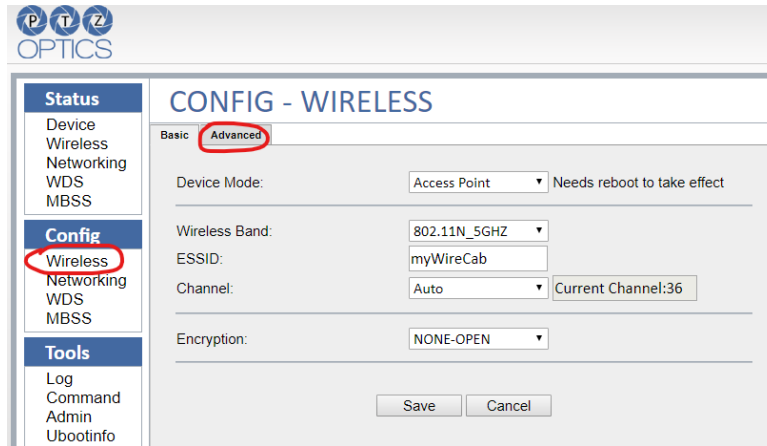 PTZ
OPTICS
Status
Device
Wireless
Networking
WDS
MBSS
Config
Wireless
Networking
WDS
MBSS
Tools
Log
Command
Admin
Ubootinfo
CONFIG - WIRELESS
Basic Advanced
Device Mode: Access Point Needs reboot to take effect
Wireless Band: 802.11N_5GHZ
ESSID: myWireCab
Channel: Auto Current Channel:36
Encryption: NONE-OPEN
Save Cancel